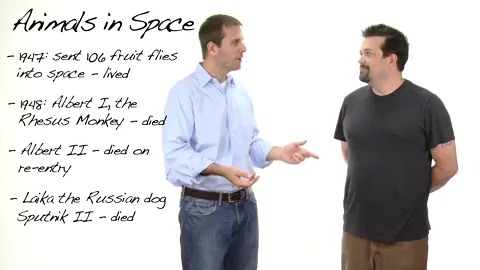 Animals in Space
- 1947: sent 106 fruit flies
into space - lived
- 1948: Albert I, the
Rhesus Monkey - died
- Albert II - died on
re-entry
- Laika the Russian dog
Sputnik II - died